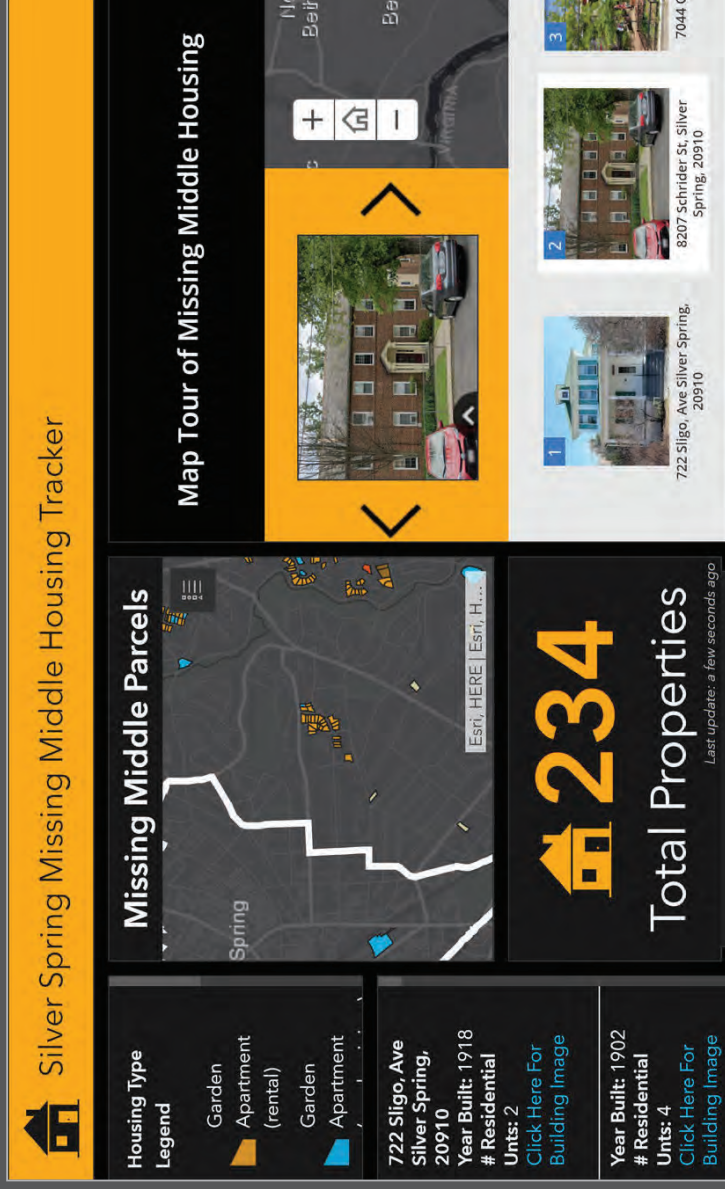 Silver Spring Missing Middle Housing Tracker
Housing Type
Legend
Garden
Apartment
(rental)
Garden
Apartment
722 Sligo, Ave
Silver Spring,
20910
Year Built: 1918
# Residential
Unts: 2
Click Here For
Building Image
Year Built: 1902
# Residential
Unts: 4
Click Here For
Building Image
Missing Middle Parcels
Spring
Esri, HERE | Esri, H...
234
Total Properties
Last update: a few seconds ago
Map Tour of Missing Middle Housing
+
−
VIRGINIA
1
722 Sligo, Ave Silver Spring,
20910
2
8207 Schrider St, Silver
Spring, 20910
3
7044